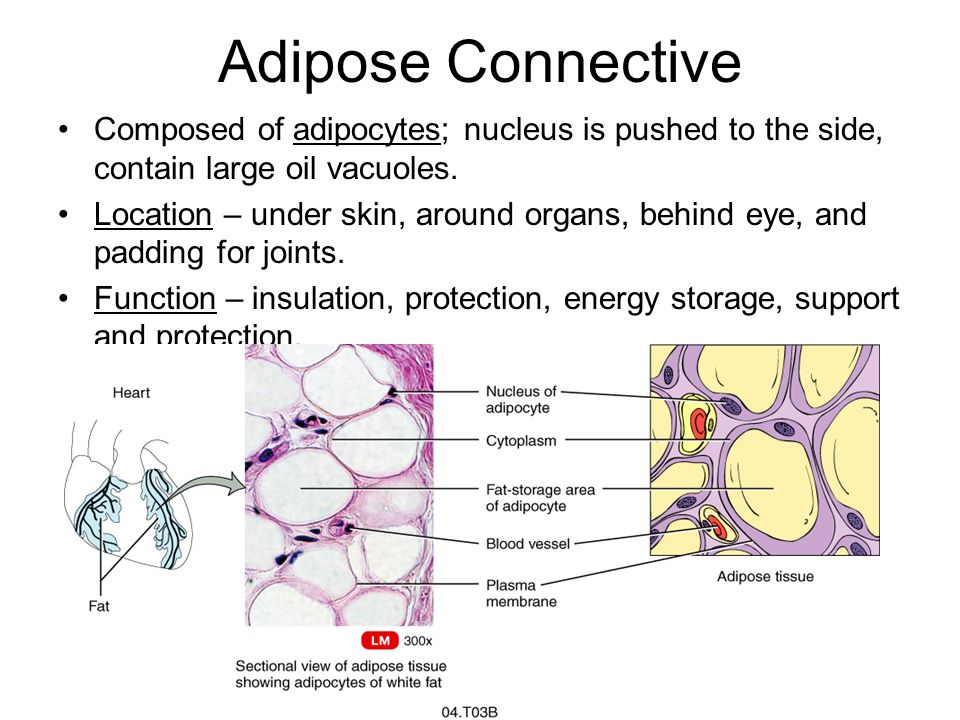 Adipose Connective
• Composed of adipocytes; nucleus is pushed to the side,
contain large oil vacuoles.
• Location – under skin, around organs, behind eye, and
padding for joints.
• Function – insulation, protection, energy storage, support
and protection.
Heart
Fat
Nucleus of
adipocyte
Cytoplasm
Fat-storage area
of adipocyte
Blood vessel
Plasma
membrane
Adipose tissue
LM 300x
Sectional view of adipose tissue
showing adipocytes of white fat
04.T03B